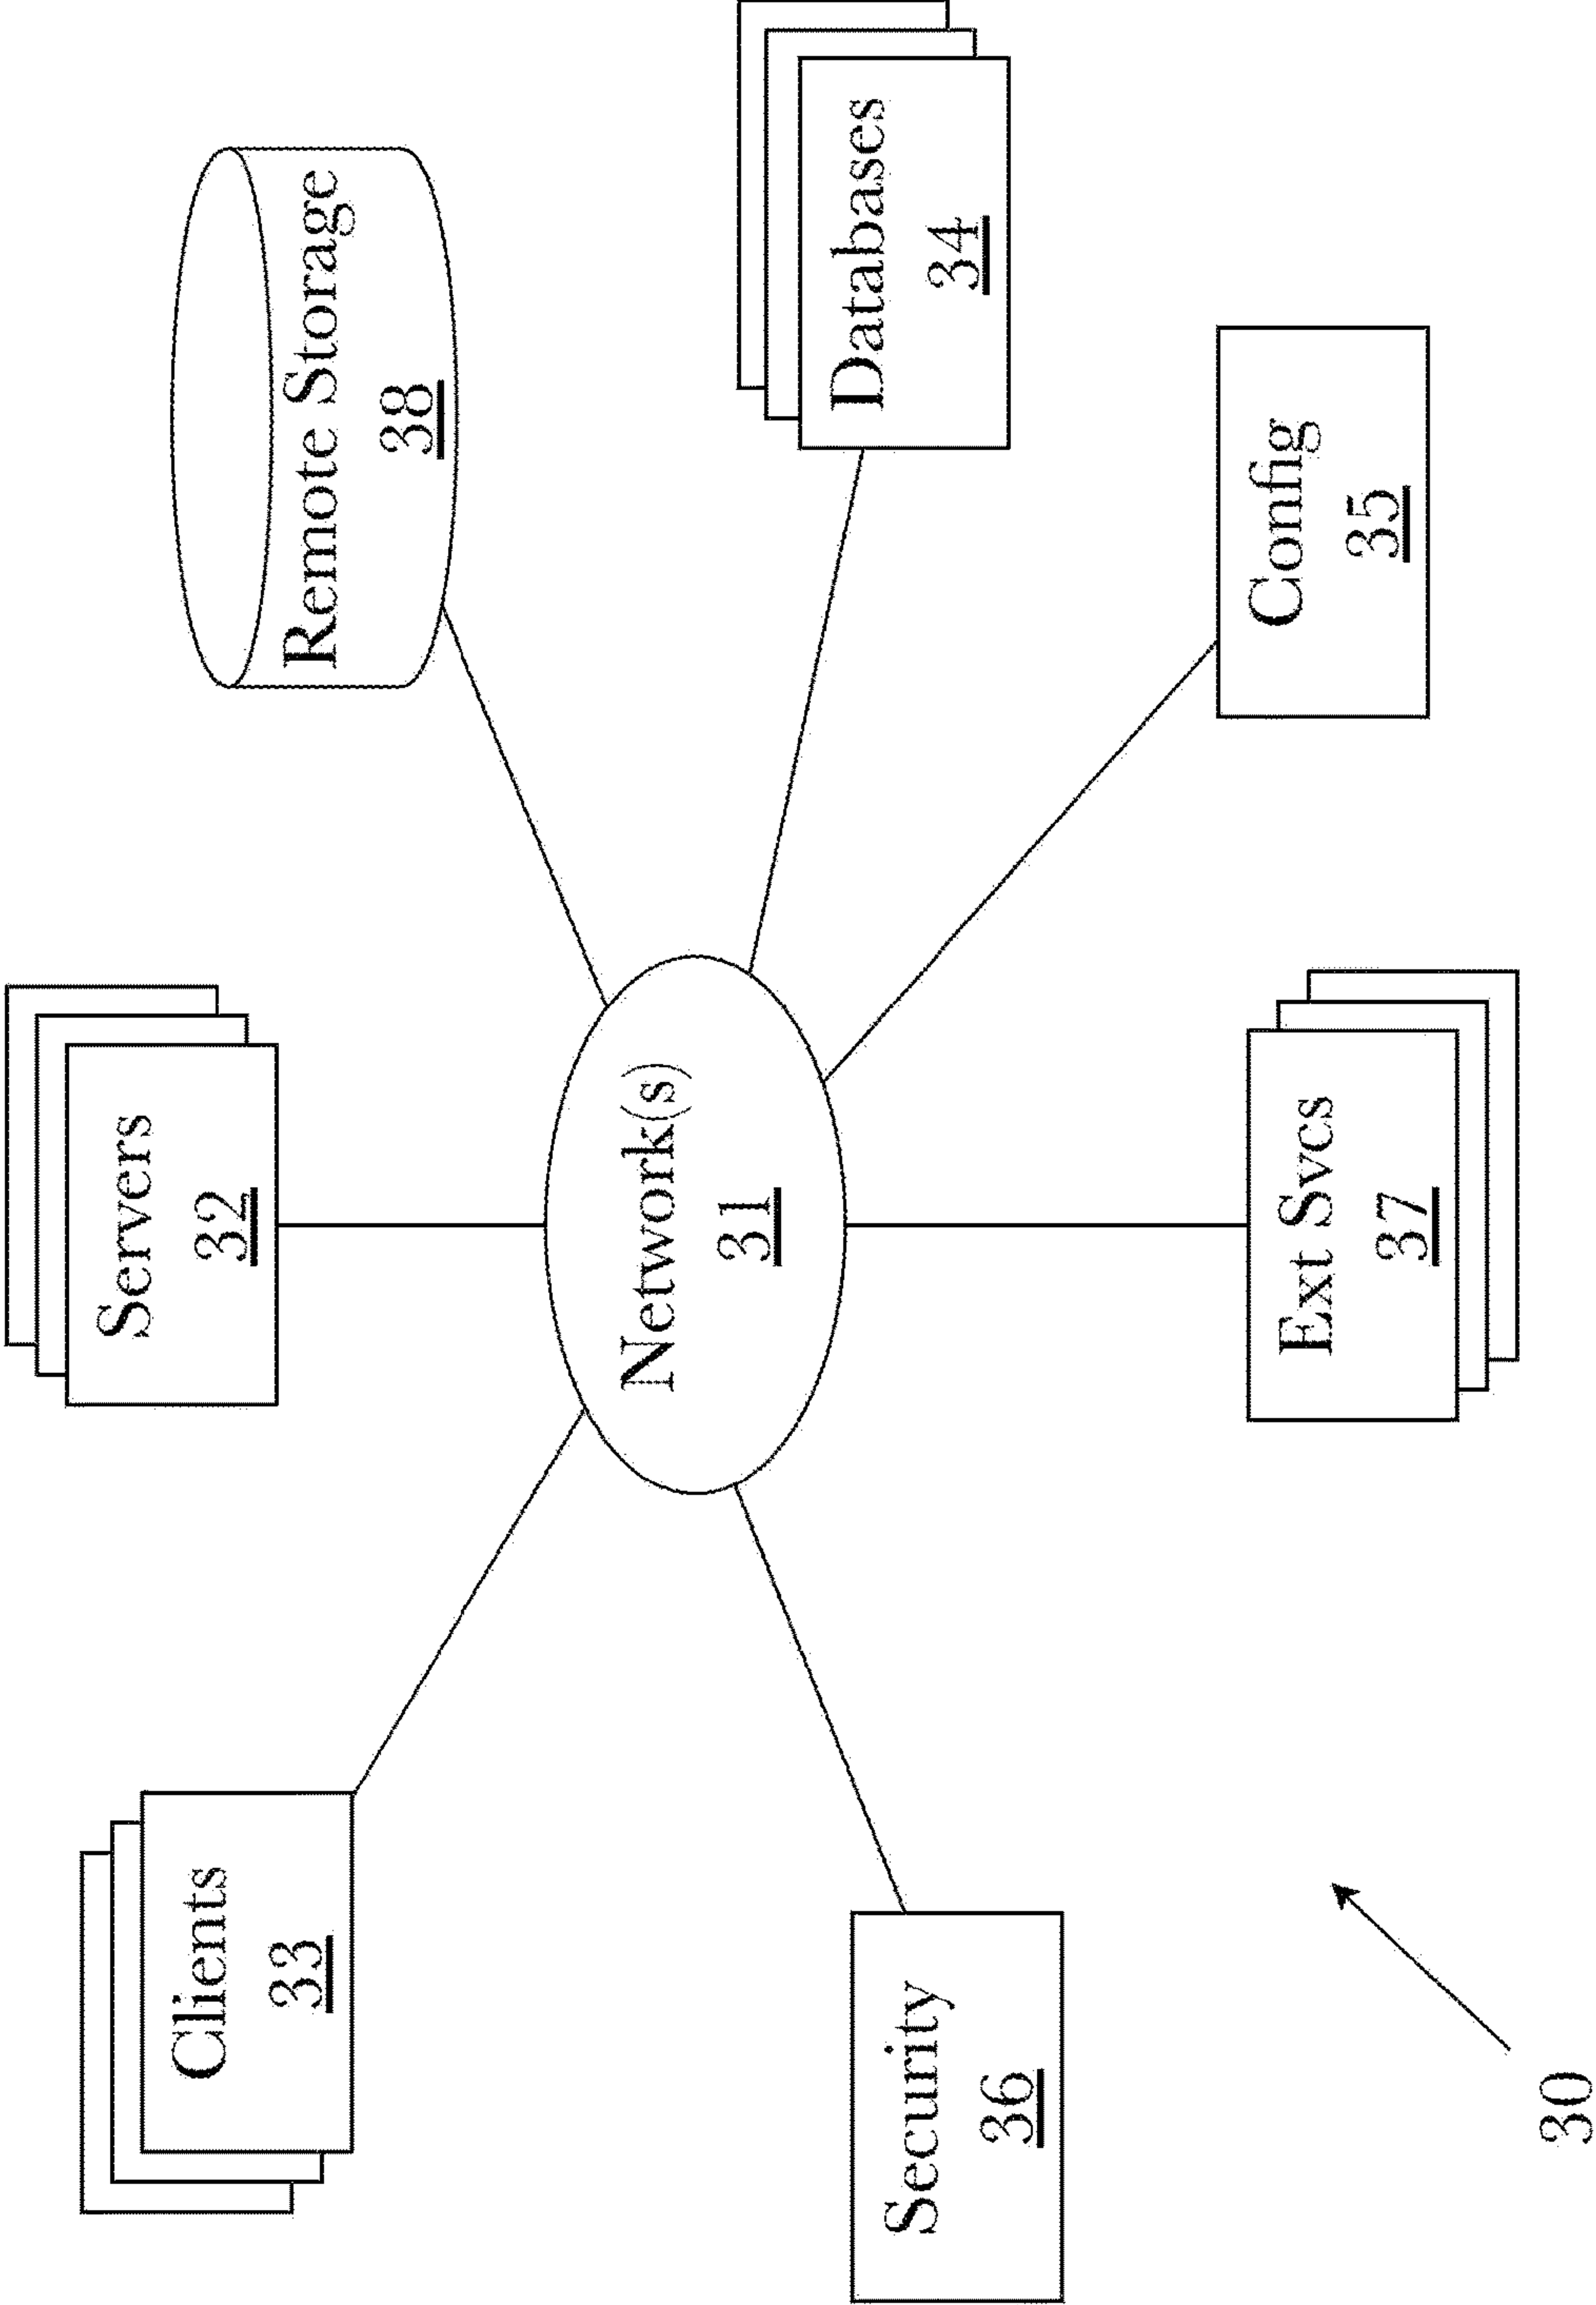 Servers
32
Clients
33
Remote Storage
38
Network(s)
31
Databases
34
Security
36
Ext Svcs
37
Config
35
30